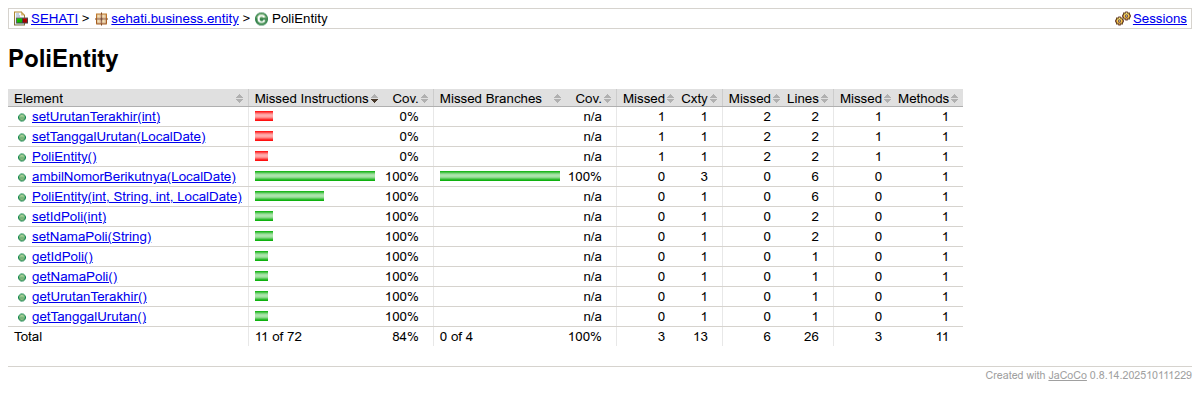 SEHATI > sehati.business.entity > PoliEntity Sessions
PoliEntity
Element Missed Instructions Cov. Missed Branches Cov. Missed Cxty Missed Lines Missed Methods
setUrutanTerakhir(int) 0% n/a 1 1 2 2 1 1
setTanggalUrutan(LocalDate) 0% n/a 1 1 2 2 1 1
PoliEntity() 0% n/a 1 1 2 2 1 1
ambilNomorBerikutnya(LocalDate) 100% 100% 0 3 0 6 0 1
PoliEntity(int, String, int, LocalDate) 100% n/a 0 1 0 6 0 1
setIdPoli(int) 100% n/a 0 1 0 2 0 1
setNamaPoli(String) 100% n/a 0 1 0 2 0 1
getIdPoli() 100% n/a 0 1 0 1 0 1
getNamaPoli() 100% n/a 0 1 0 1 0 1
getUrutanTerakhir() 100% n/a 0 1 0 1 0 1
getTanggalUrutan() 100% n/a 0 1 0 1 0 1
Total 11 of 72 84% 0 of 4 100% 3 13 6 26 3 11
Created with JaCoCo 0.8.14.202510111229